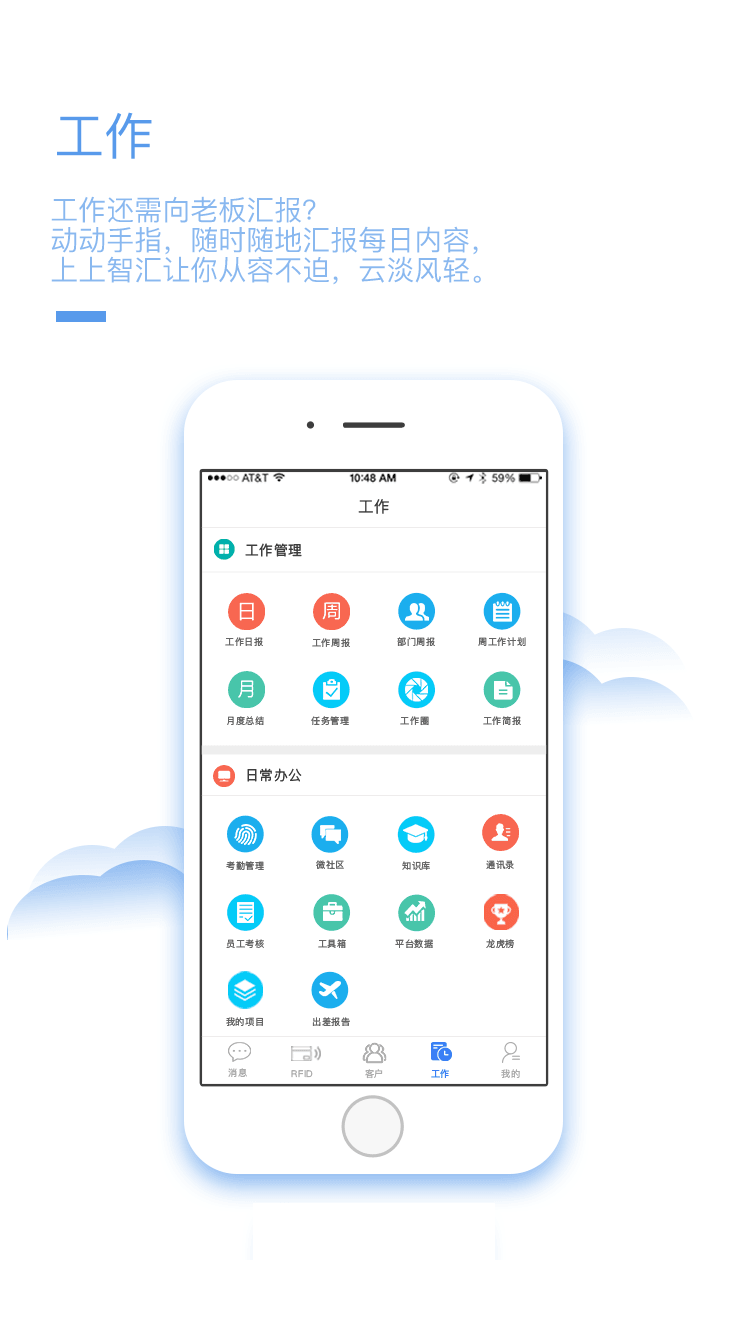 工作
工作还需向老板汇报?
动动手指，随时随地汇报每日内容，
上上智汇让你从容不迫，云淡风轻。
AT&T 10:48 AM 59%
工作
工作管理
日 周
工作日报 工作周报 部门周报 周工作计划
月
月度总结 任务管理 工作圈 工作简报
日常办公
考勤管理 微社区 知识库 通讯录
员工考核 工具箱 平台数据 龙虎榜
我的项目 出差报告
消息 RFID 客户 工作 我的